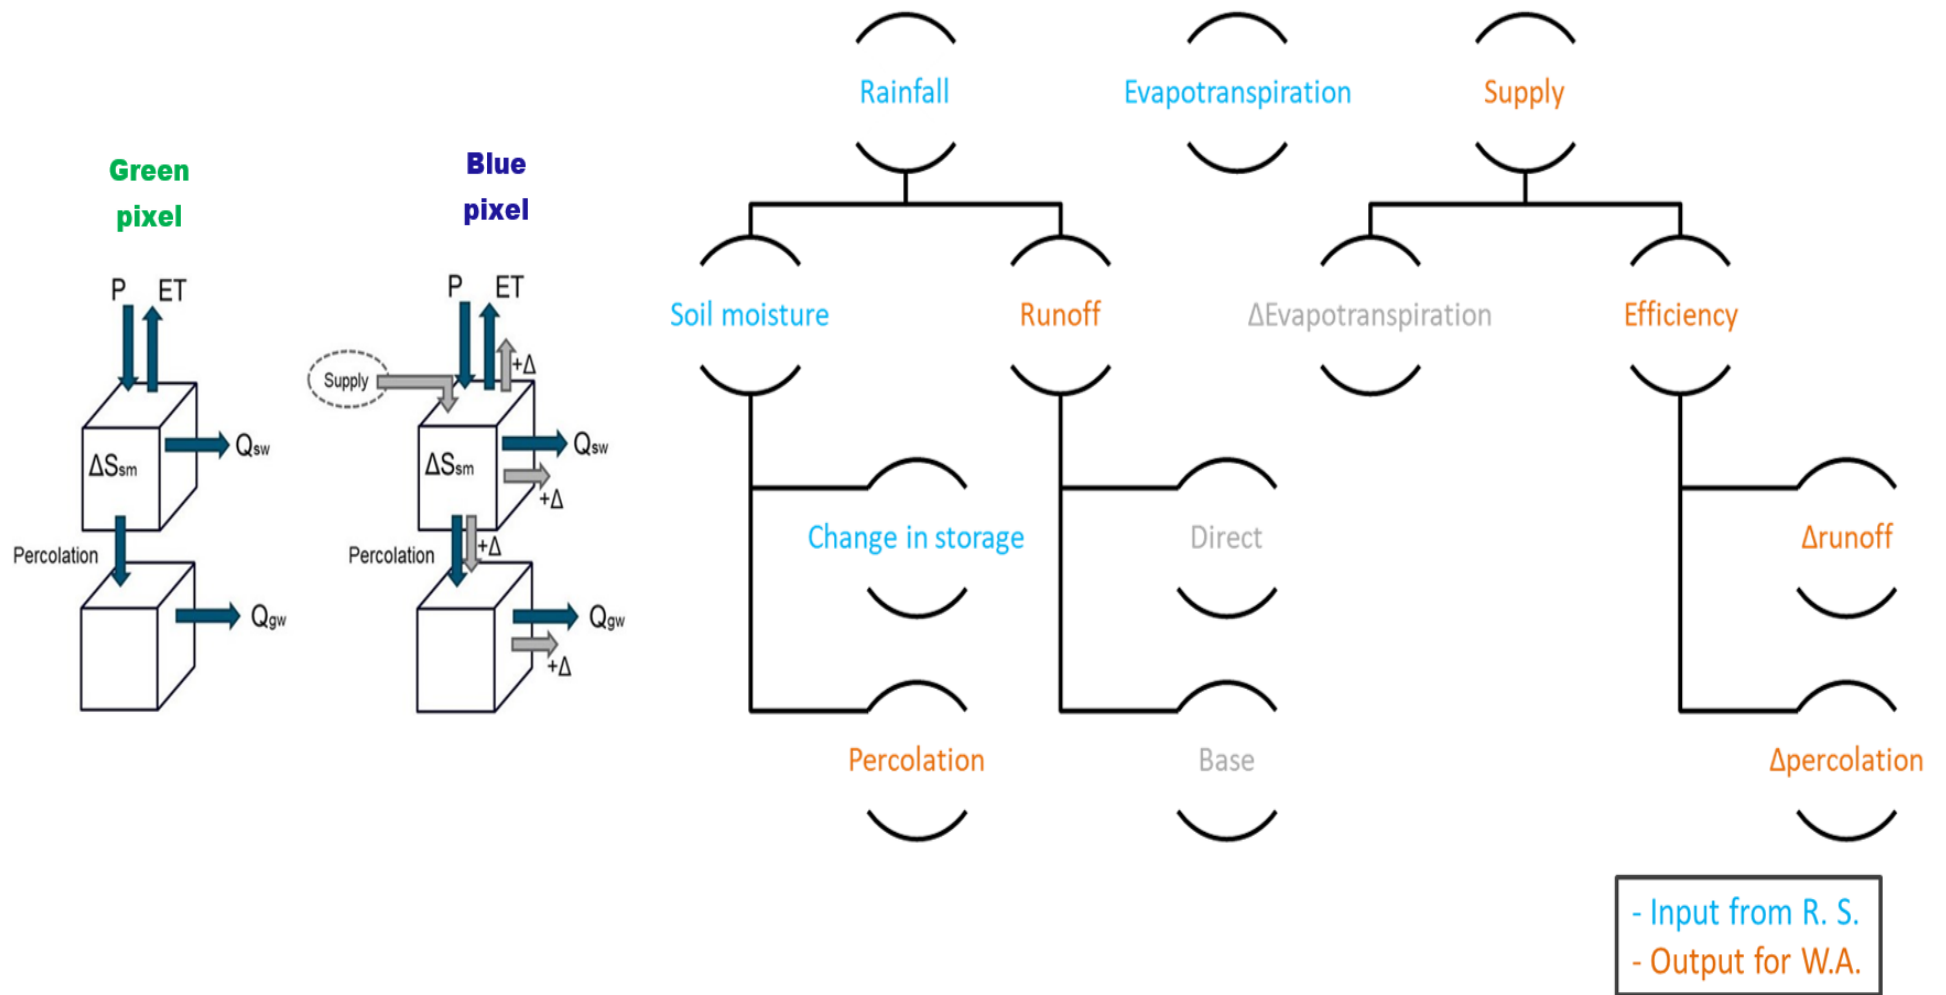 Green
pixel
P
ET
ΔSsm
Qsw
Percolation
Qgw
Blue
pixel
P
ET
+Δ
Supply
ΔSsm
Qsw
+Δ
Percolation
+Δ
Qgw
+Δ
Rainfall
Evapotranspiration
Supply
Soil moisture
Runoff
ΔEvapotranspiration
Efficiency
Change in storage
Direct
Δrunoff
Percolation
Base
Δpercolation
- Input from R. S.
- Output for W.A.